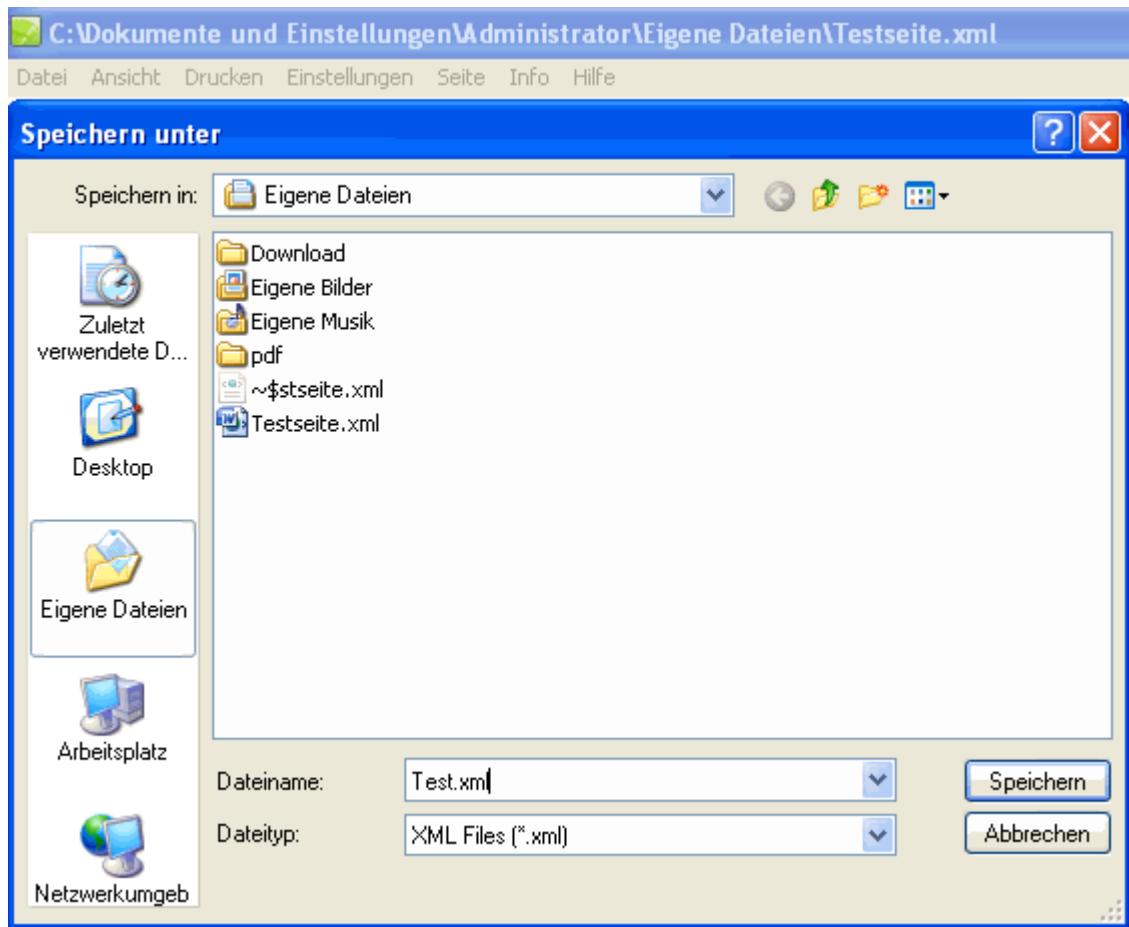 C:\Dokumente und Einstellungen\Administrator\Eigene Dateien\Testseite.xml
Datei Ansicht Drucken Einstellungen Seite Info Hilfe
Speichern unter
Speichern in: Eigene Dateien
Zuletzt
verwendete D...
Desktop
Eigene Dateien
Arbeitsplatz
Netzwerkumgeb
Download
Eigene Bilder
Eigene Musik
pdf
~$stseite.xml
Testseite.xml
Dateiname: Test.xml Speichern
Dateityp: XML Files (*.xml) Abbrechen